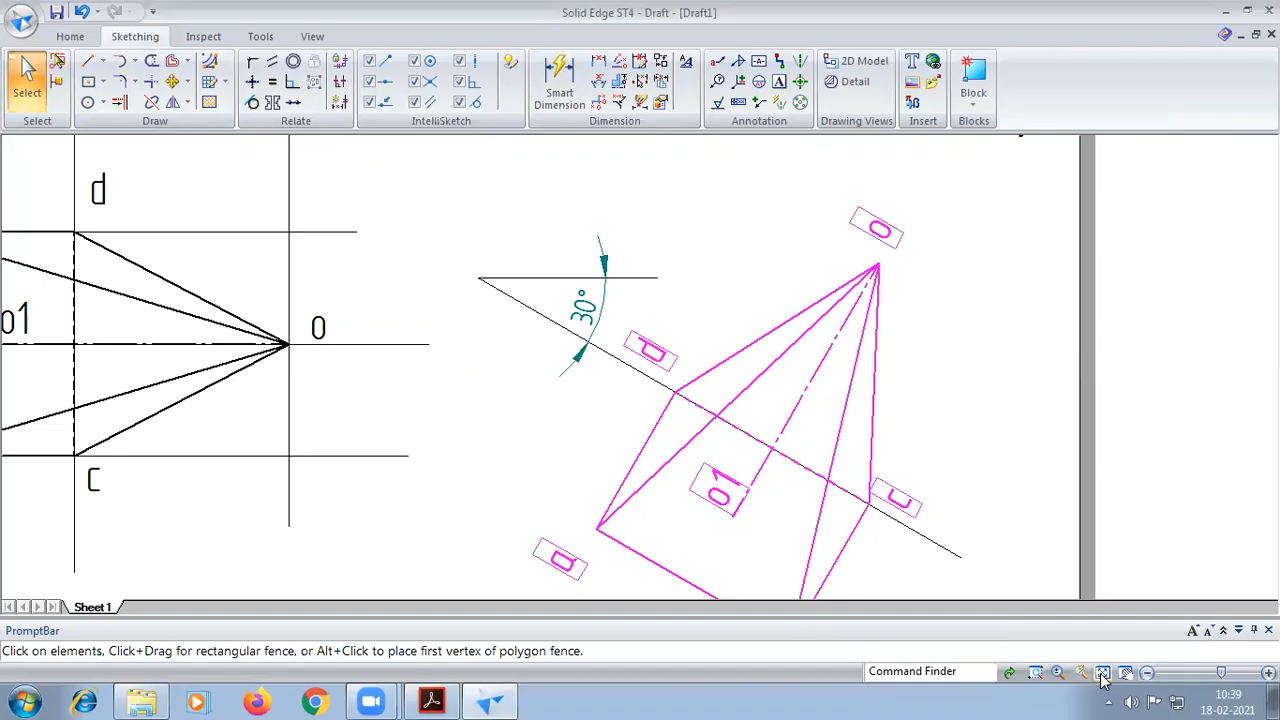 Solid Edge ST4 - Draft - [Draft1]
Home Sketching Inspect Tools View
Select
Smart
Dimension
2D Model
Detail
Block
Select Draw Relate IntelliSketch Dimension Annotation Drawing Views Insert Blocks
d
o
30°
d
o1
o
o1
c
c
a
Sheet 1
PromptBar
Click on elements, Click+Drag for rectangular fence, or Alt+Click to place first vertex of polygon fence.
Command Finder
10:39
18-02-2021